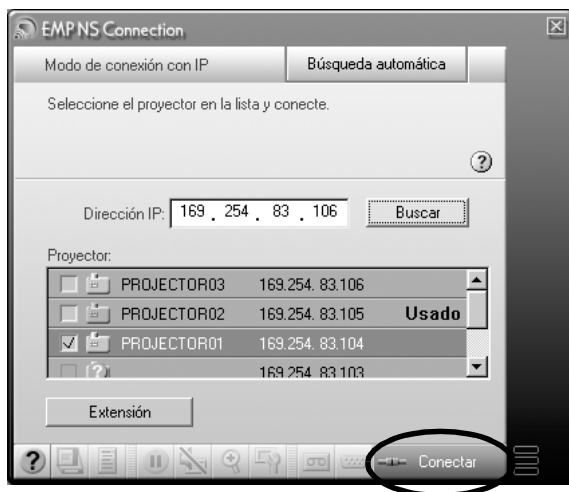 EMP NS Connection
Modo de conexión con IP Búsqueda automática
Seleccione el proyector en la lista y conecte.
?
Dirección IP: 169 . 254 . 83 . 106 Buscar
Proyector:
PROJECTOR03 169.254. 83.106
PROJECTOR02 169.254. 83.105 Usado
PROJECTOR01 169.254. 83.104
? 169.254. 83.103
Extensión
? Conectar